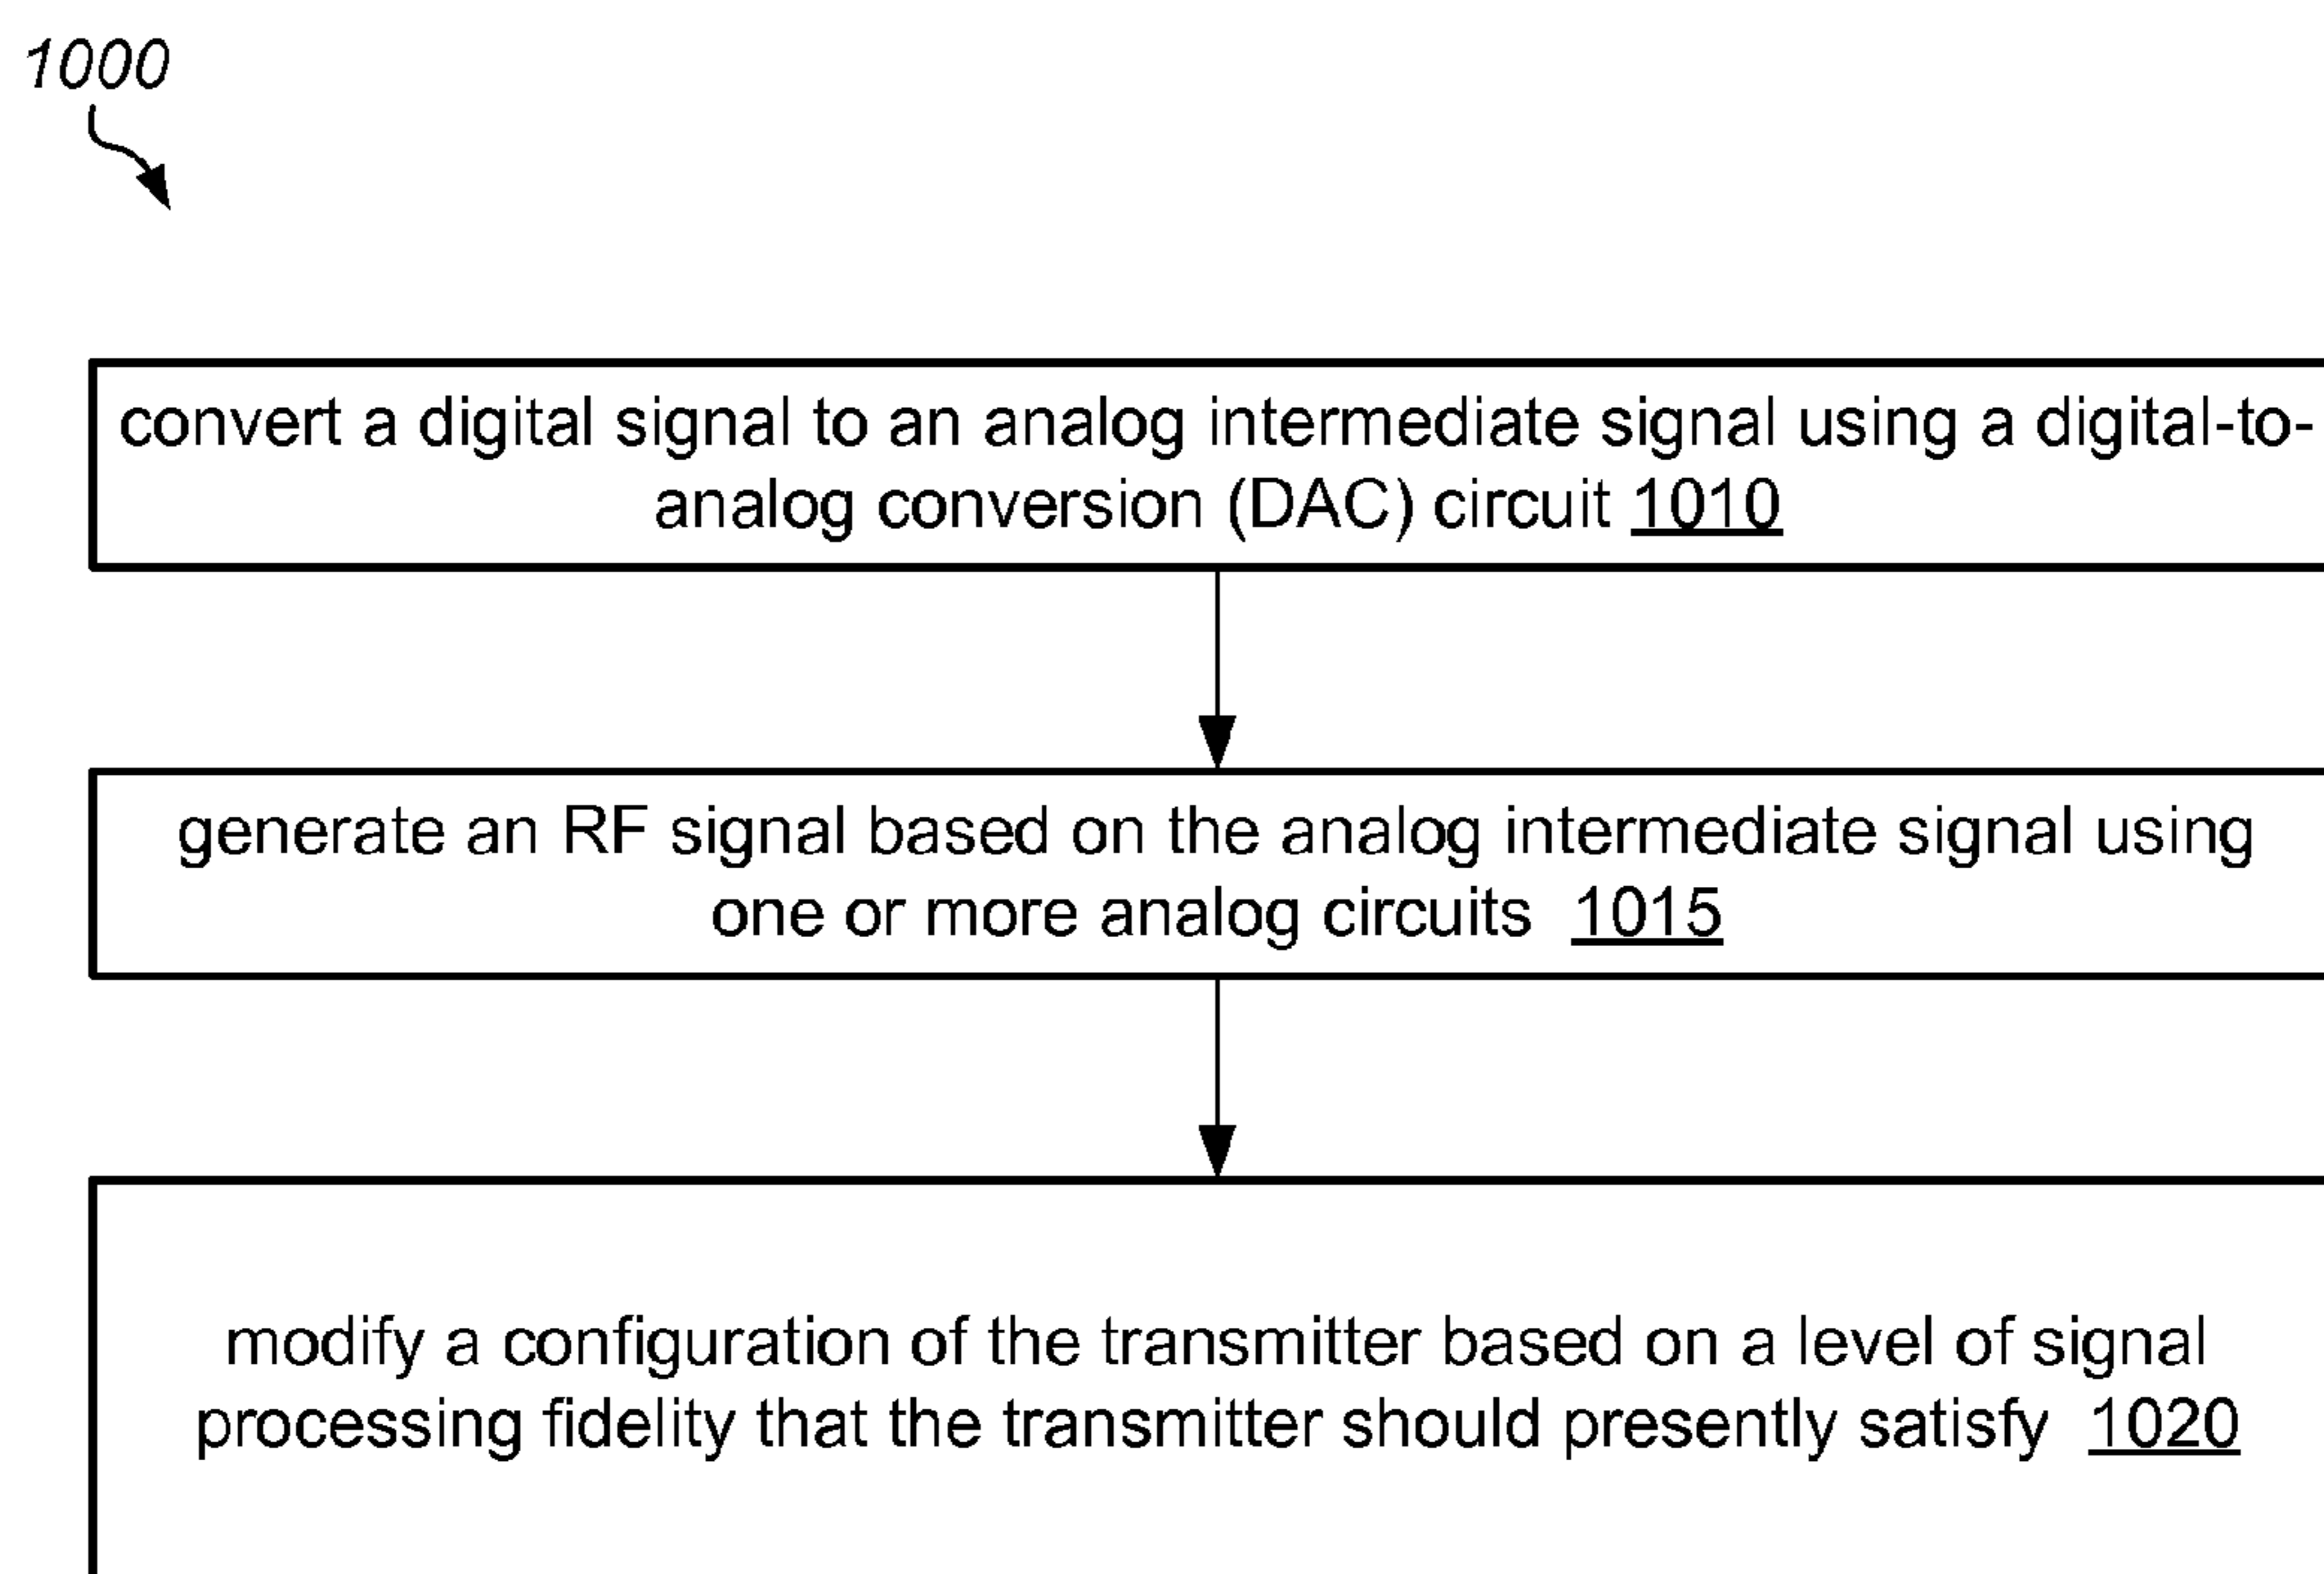 1000
convert a digital signal to an analog intermediate signal using a digital-to-
analog conversion (DAC) circuit 1010
generate an RF signal based on the analog intermediate signal using
one or more analog circuits 1015
modify a configuration of the transmitter based on a level of signal
processing fidelity that the transmitter should presently satisfy 1020